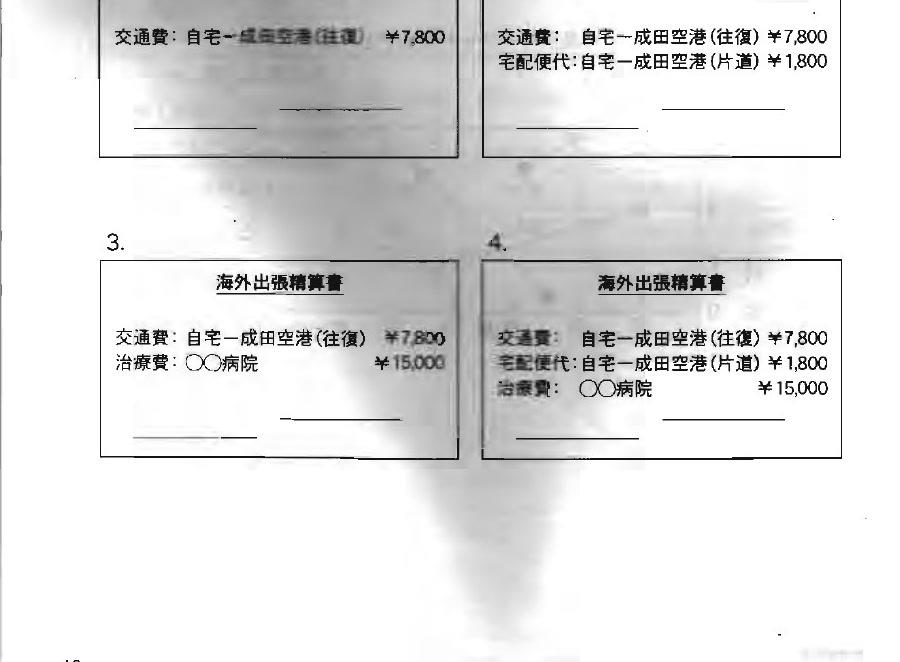 交通費: 自宅ー成田空港(往復) ¥7,800
交通費: 自宅ー成田空港(往復) ¥7,800
宅配便代:自宅ー成田空港(片道) ¥1,800
3.
海外出張精算書
交通費: 自宅ー成田空港(往復) ¥7,800
治療費: ◯◯病院 ¥15,000
4.
海外出張精算書
交通費: 自宅ー成田空港(往復) ¥7,800
宅配便代:自宅ー成田空港(片道) ¥1,800
治療費: ◯◯病院 ¥15,000